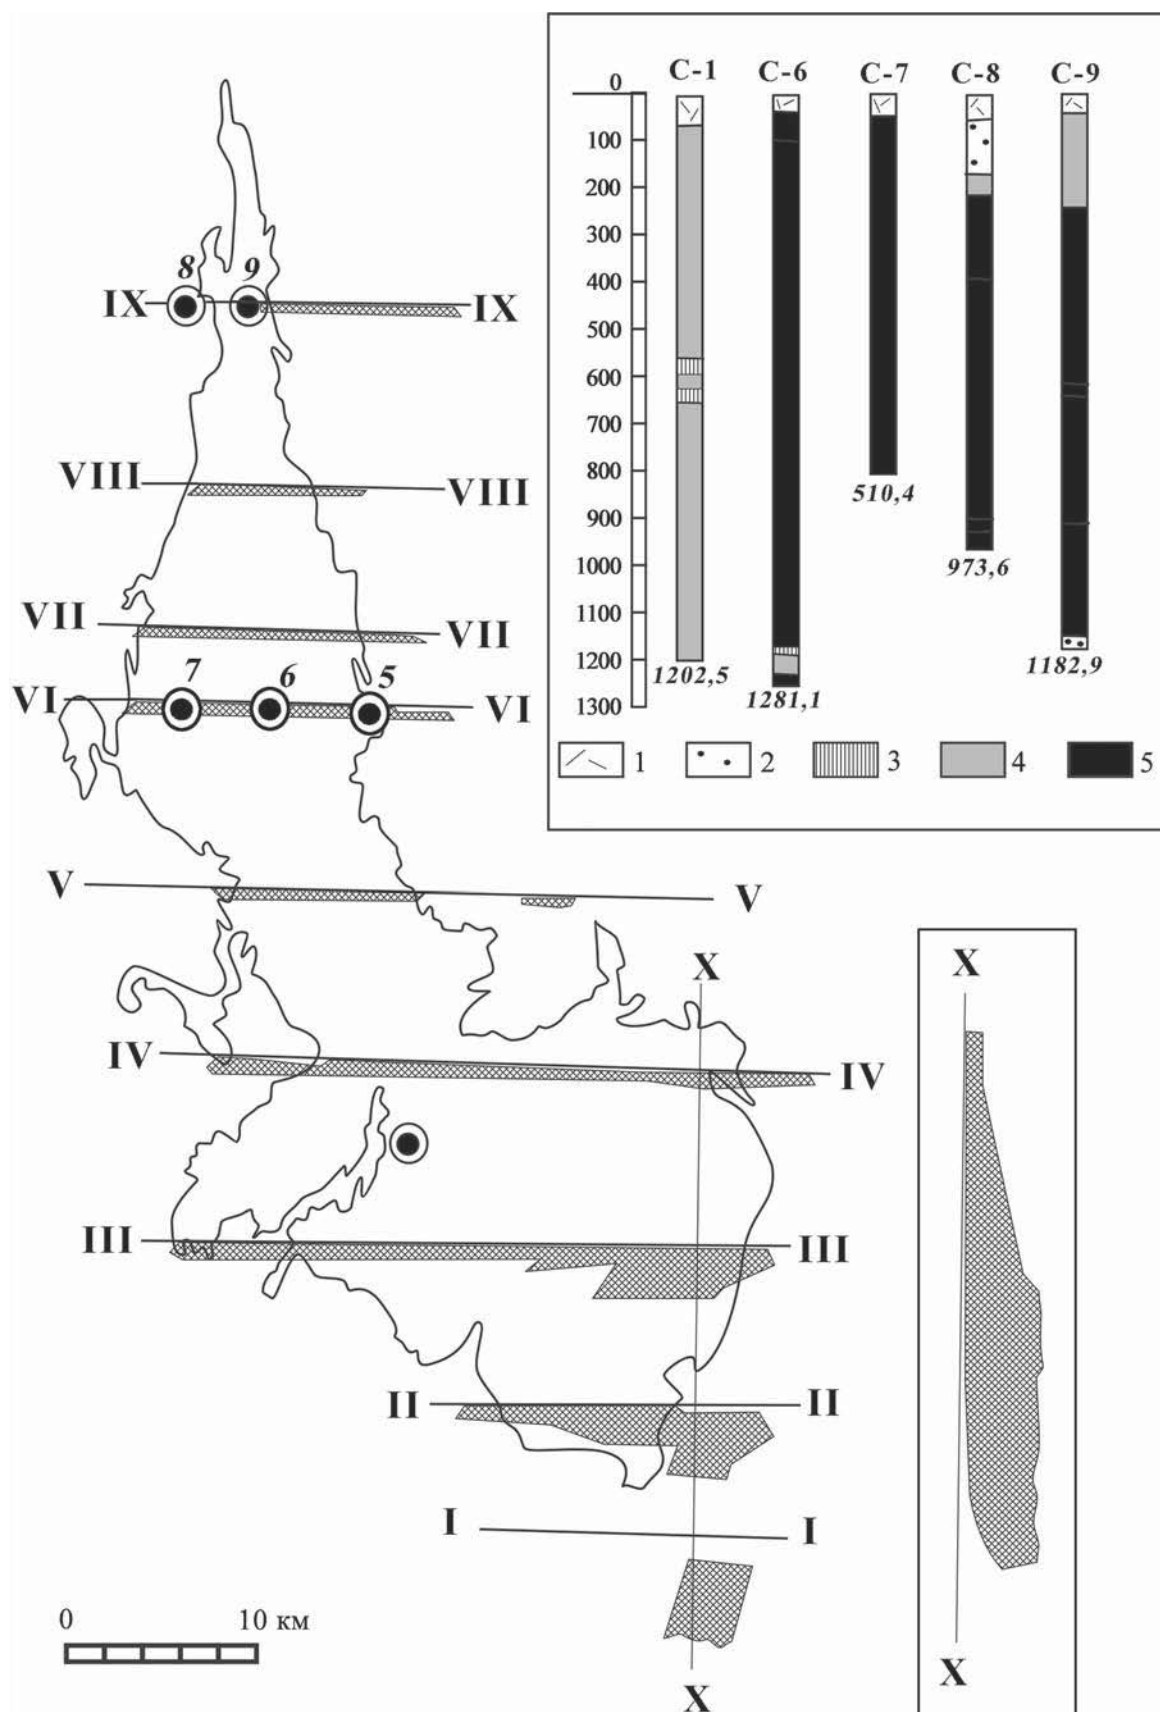 0 С-1 С-6 С-7 С-8 С-9
100
200
300
400
500
600
700
800
900
1000
1100
1200
1300
510,4
973,6
1202,5
1182,9
1281,1
1 2 3 4 5
8 9
IX IX
VIII VIII
VII VII
7 6 5
VI VI
V V
X
IV IV
III III
II II
I I
X
0 10 км
X
X